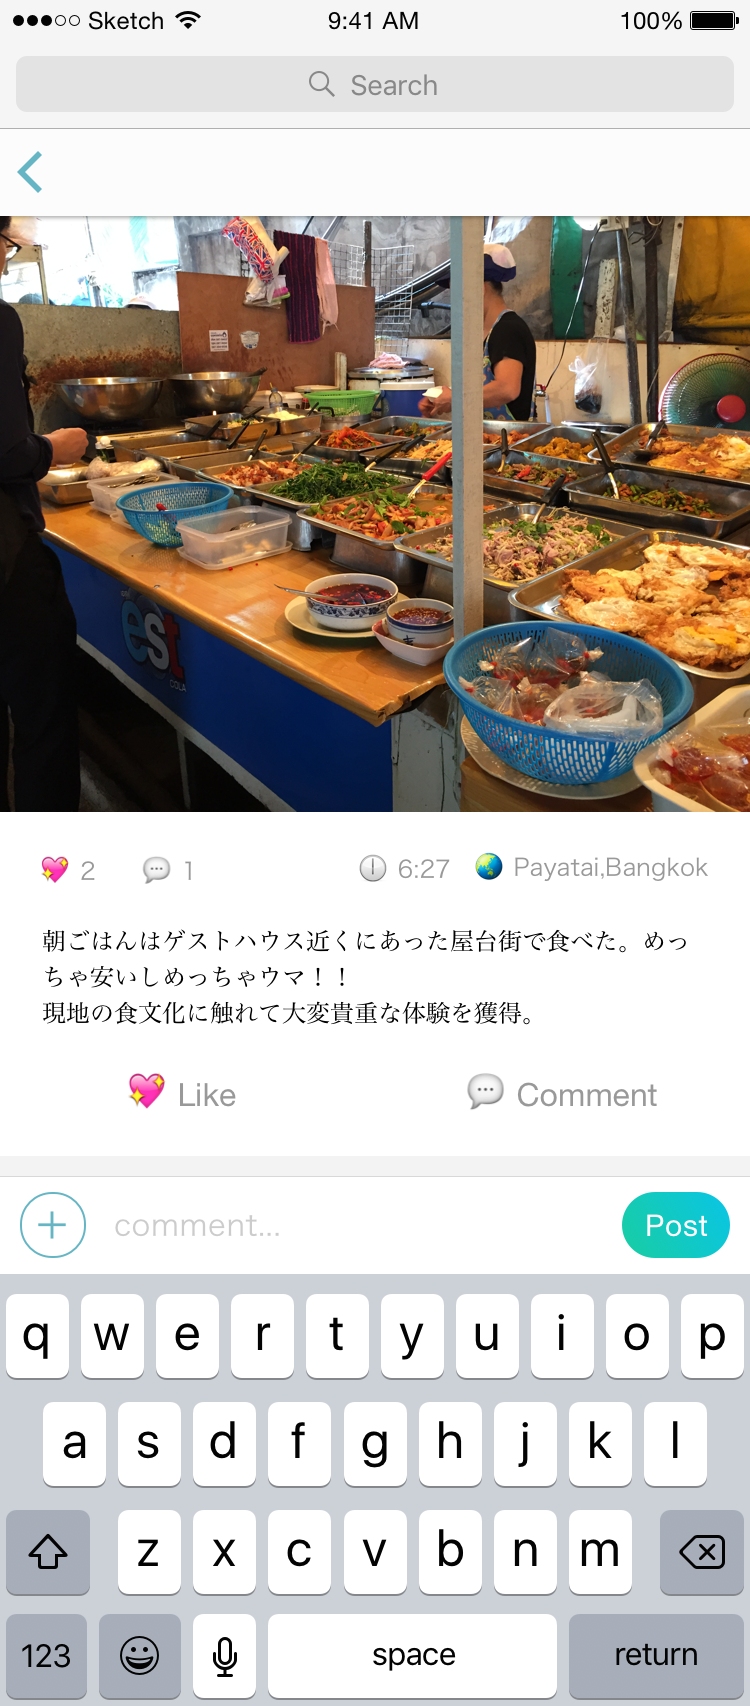 Sketch 9:41 AM 100%
Search
est
COLA
2 1 6:27 Payatai,Bangkok
朝ごはんはゲストハウス近くにあった屋台街で食べた。めっ
ちゃ安いしめっちゃウマ！！
現地の食文化に触れて大変貴重な体験を獲得。
Like Comment
comment... Post
q w e r t y u i o p
a s d f g h j k l
z x c v b n m
123 space return